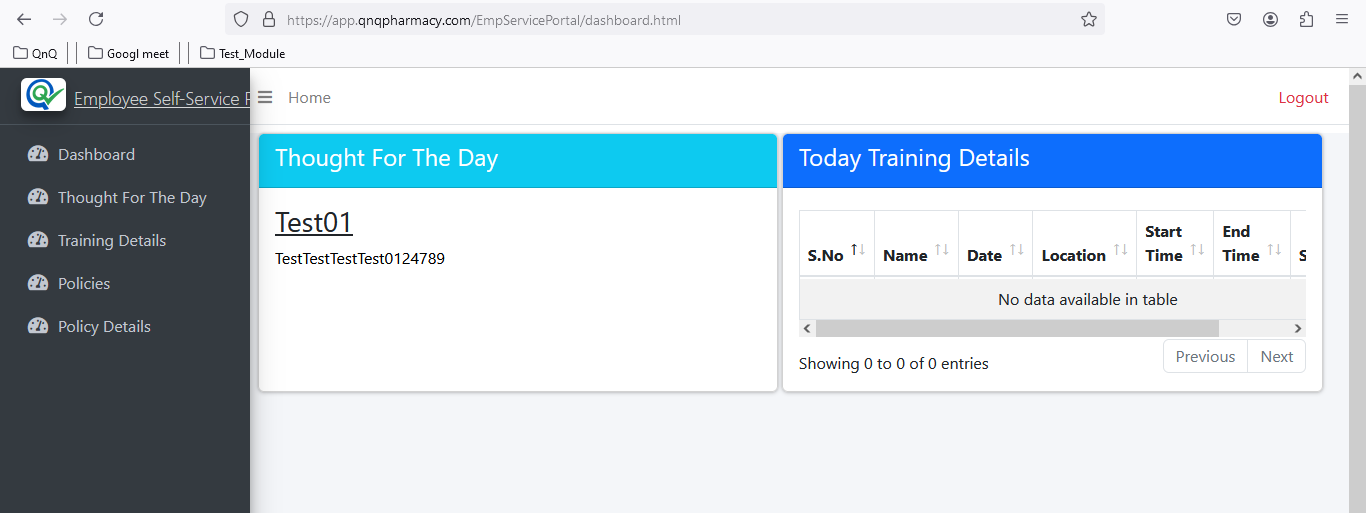 https://app.qnqpharmacy.com/EmpServicePortal/dashboard.html
QnQ
Googl meet
Test_Module
Employee Self-Service
Home
Logout
Dashboard
Thought For The Day
Training Details
Policies
Policy Details
Thought For The Day
Test01
TestTestTestTest0124789
Today Training Details
S.No Name Date Location Start Time End Time S
No data available in table
Showing 0 to 0 of 0 entries
Previous Next